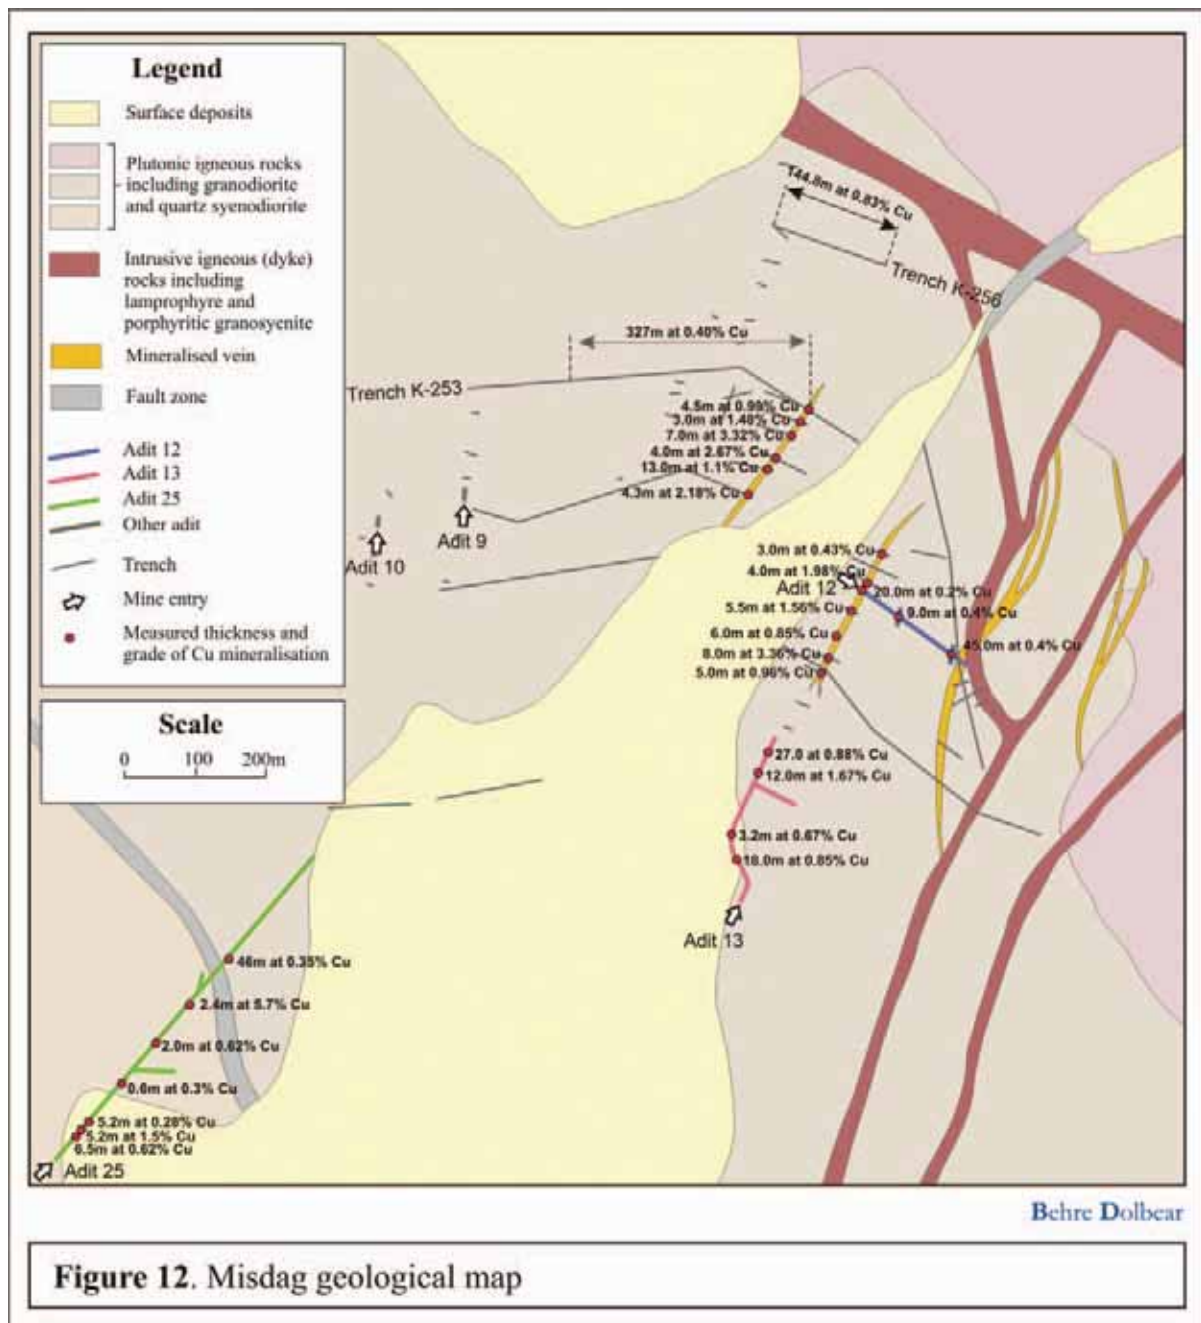 Legend
Surface deposits
Plutonic igneous rocks
including granodiorite
and quartz syenodiorite
Intrusive igneous (dyke)
rocks including
lamprophyre and
porphyritic granosyenite
Mineralised vein
Fault zone
Adit 12
Adit 13
Adit 25
Other adit
Trench
Mine entry
Measured thickness and
grade of Cu mineralisation
Scale
0 100 200m
144.8m at 0.83% Cu
Trench K-256
327m at 0.40% Cu
Trench K-253
4.5m at 0.99% Cu
3.0m at 1.48% Cu
7.0m at 3.32% Cu
4.0m at 2.67% Cu
13.0m at 1.1% Cu
4.3m at 2.18% Cu
Adit 9
Adit 10
3.0m at 0.43% Cu
4.0m at 1.98% Cu
Adit 12
20.0m at 0.2% Cu
9.0m at 0.4% Cu
5.5m at 1.56% Cu
6.0m at 0.85% Cu
45.0m at 0.4% Cu
8.0m at 3.36% Cu
5.0m at 0.96% Cu
27.0 at 0.88% Cu
12.0m at 1.67% Cu
3.2m at 0.67% Cu
18.0m at 0.85% Cu
Adit 13
46m at 0.35% Cu
2.4m at 5.7% Cu
2.0m at 0.62% Cu
0.6m at 0.3% Cu
5.2m at 0.28% Cu
5.2m at 1.5% Cu
6.5m at 0.62% Cu
Adit 25
Behre Dolbear
Figure 12. Misdag geological map